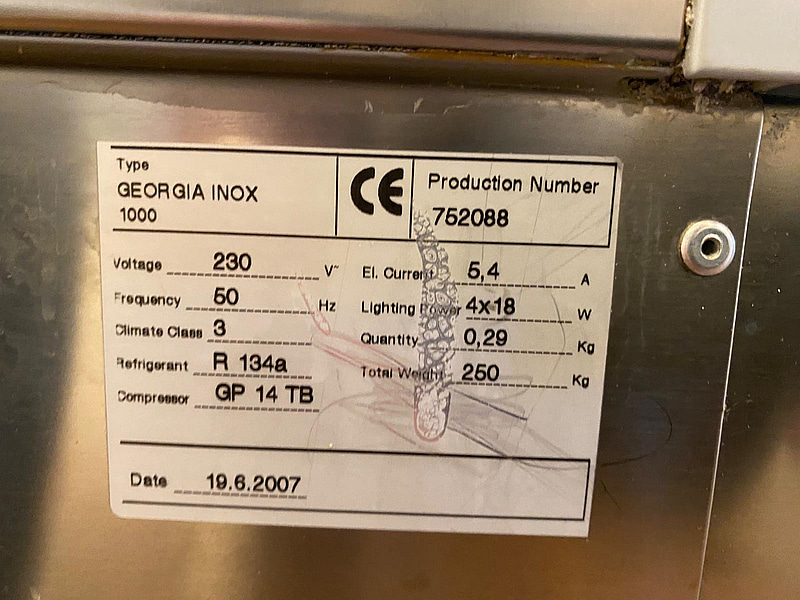 Type
GEORGIA INOX
1000
CE
Production Number
752088
Voltage 230 V~
Frequency 50 Hz
Climate Class 3
Refrigerant R 134a
Compressor GP 14 TB
El. Current 5,4 A
Lighting Power 4x18 W
Quantity 0,29 Kg
Total Weight 250 Kg
Date 19.6.2007